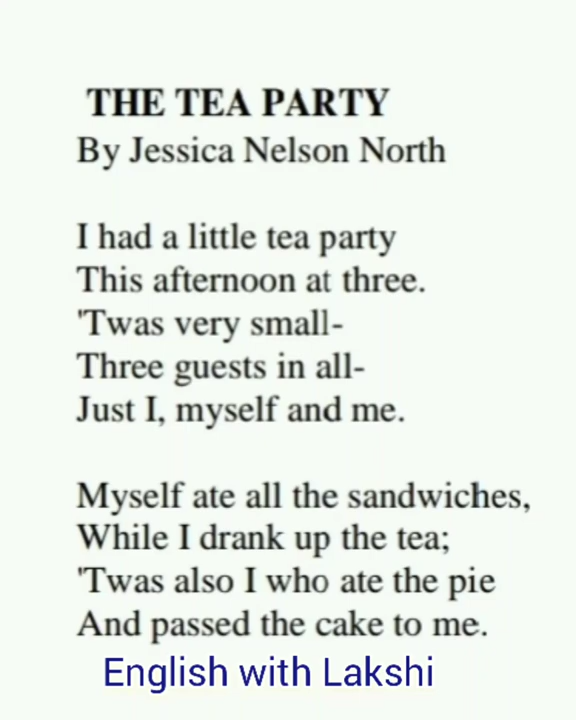 THE TEA PARTY
By Jessica Nelson North
I had a little tea party
This afternoon at three.
'Twas very small-
Three guests in all-
Just I, myself and me.
Myself ate all the sandwiches,
While I drank up the tea;
'Twas also I who ate the pie
And passed the cake to me.
English with Lakshi